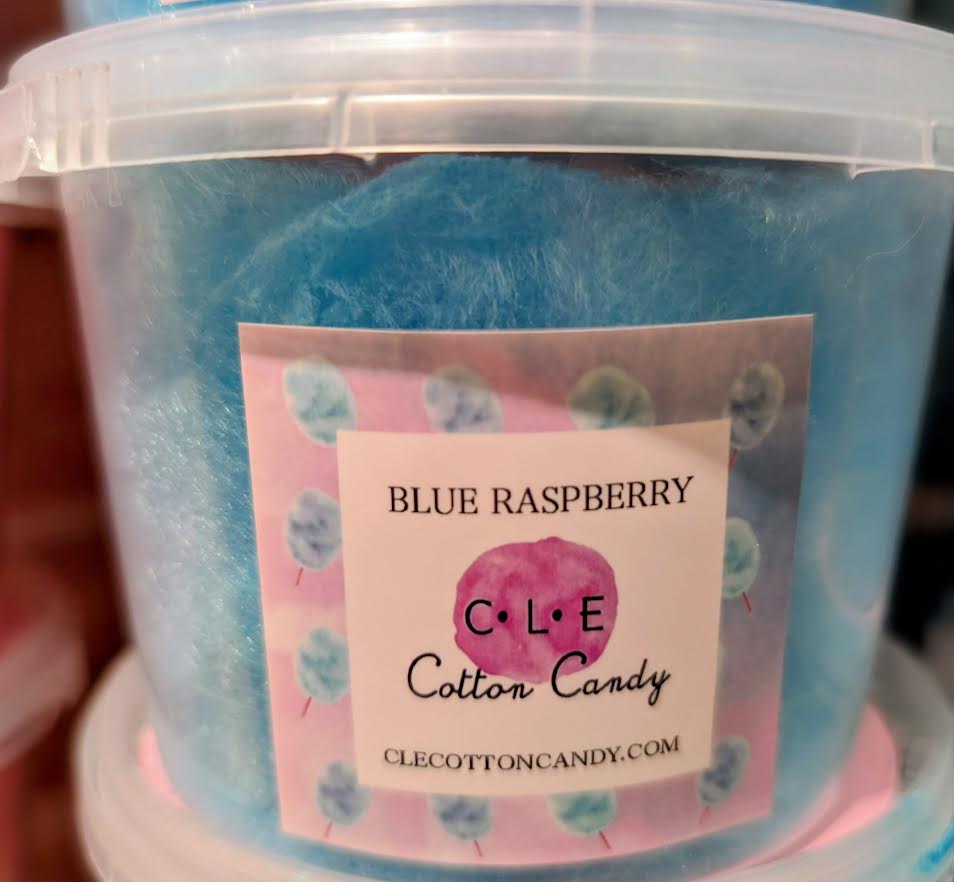 BLUE RASPBERRY
C•L•E
Cotton Candy
CLECOTTONCANDY.COM